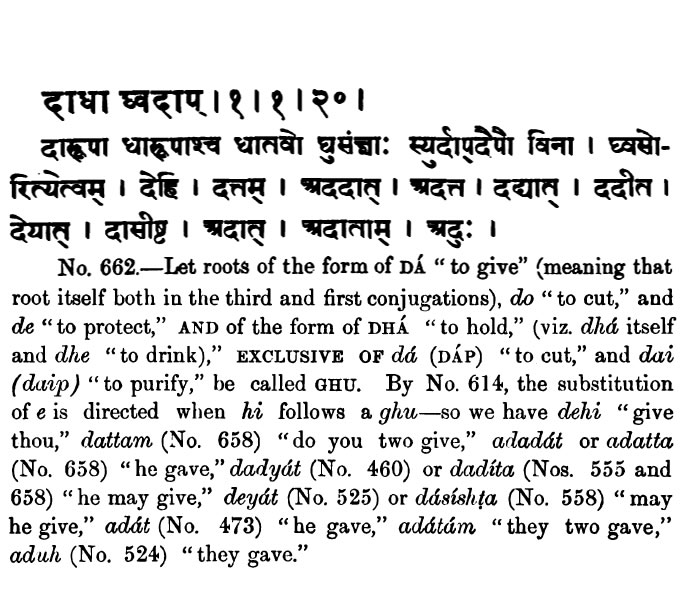 दाधा घ्वदाप् । १ । १ । २० ।
दारूपा धारूपाश्च धातवो घुसंज्ञाः स्युर्दाप्दैपौ विना । घ्वसो-
रित्येत्वम् । देहि । दत्तम् । अददात् । अदत्त । दद्यात् । ददीत ।
देयात् । दासीष्ट । अदात् । अदाताम् । अदुः ।
No. 662.—Let roots of the form of DÁ “to give” (meaning that
root itself both in the third and first conjugations), do “to cut,” and
de “to protect,” AND of the form of DHÁ “to hold,” (viz. dhá itself
and dhe “to drink),” EXCLUSIVE OF dá (DÁP) “to cut,” and dai
(daip) “to purify,” be called GHU. By No. 614, the substitution
of e is directed when hi follows a ghu—so we have dehi “give
thou,” dattam (No. 658) “do you two give,” adadát or adatta
(No. 658) “he gave,” dadyát (No. 460) or dadíta (Nos. 555 and
658) “he may give,” deyát (No. 525) or dásíshṭa (No. 558) “may
he give,” adát (No. 473) “he gave,” adátám “they two gave,”
aduh (No. 524) “they gave.”